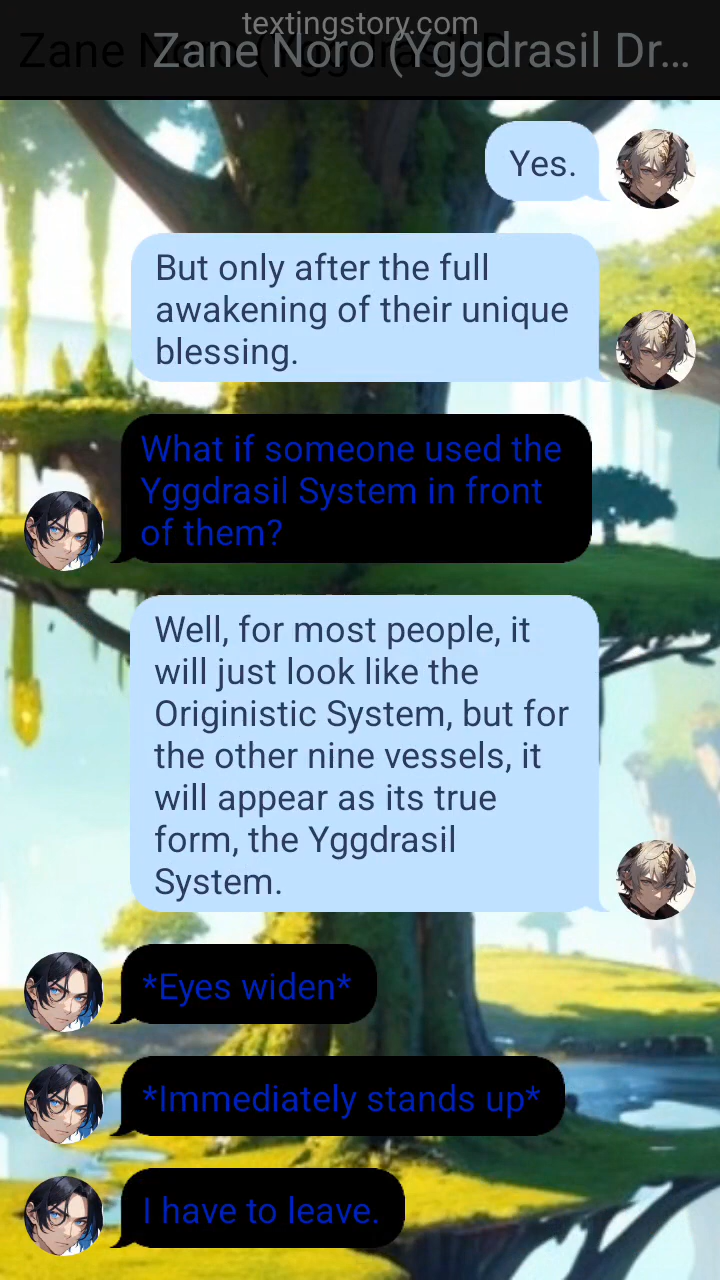 textingstory.com
Zane Noro (Yggdrasil Dr...
Yes.
But only after the full
awakening of their unique
blessing.
What if someone used the
Yggdrasil System in front
of them?
Well, for most people, it
will just look like the
Originistic System, but for
the other nine vessels, it
will appear as its true
form, the Yggdrasil
System.
*Eyes widen*
*Immediately stands up*
I have to leave.